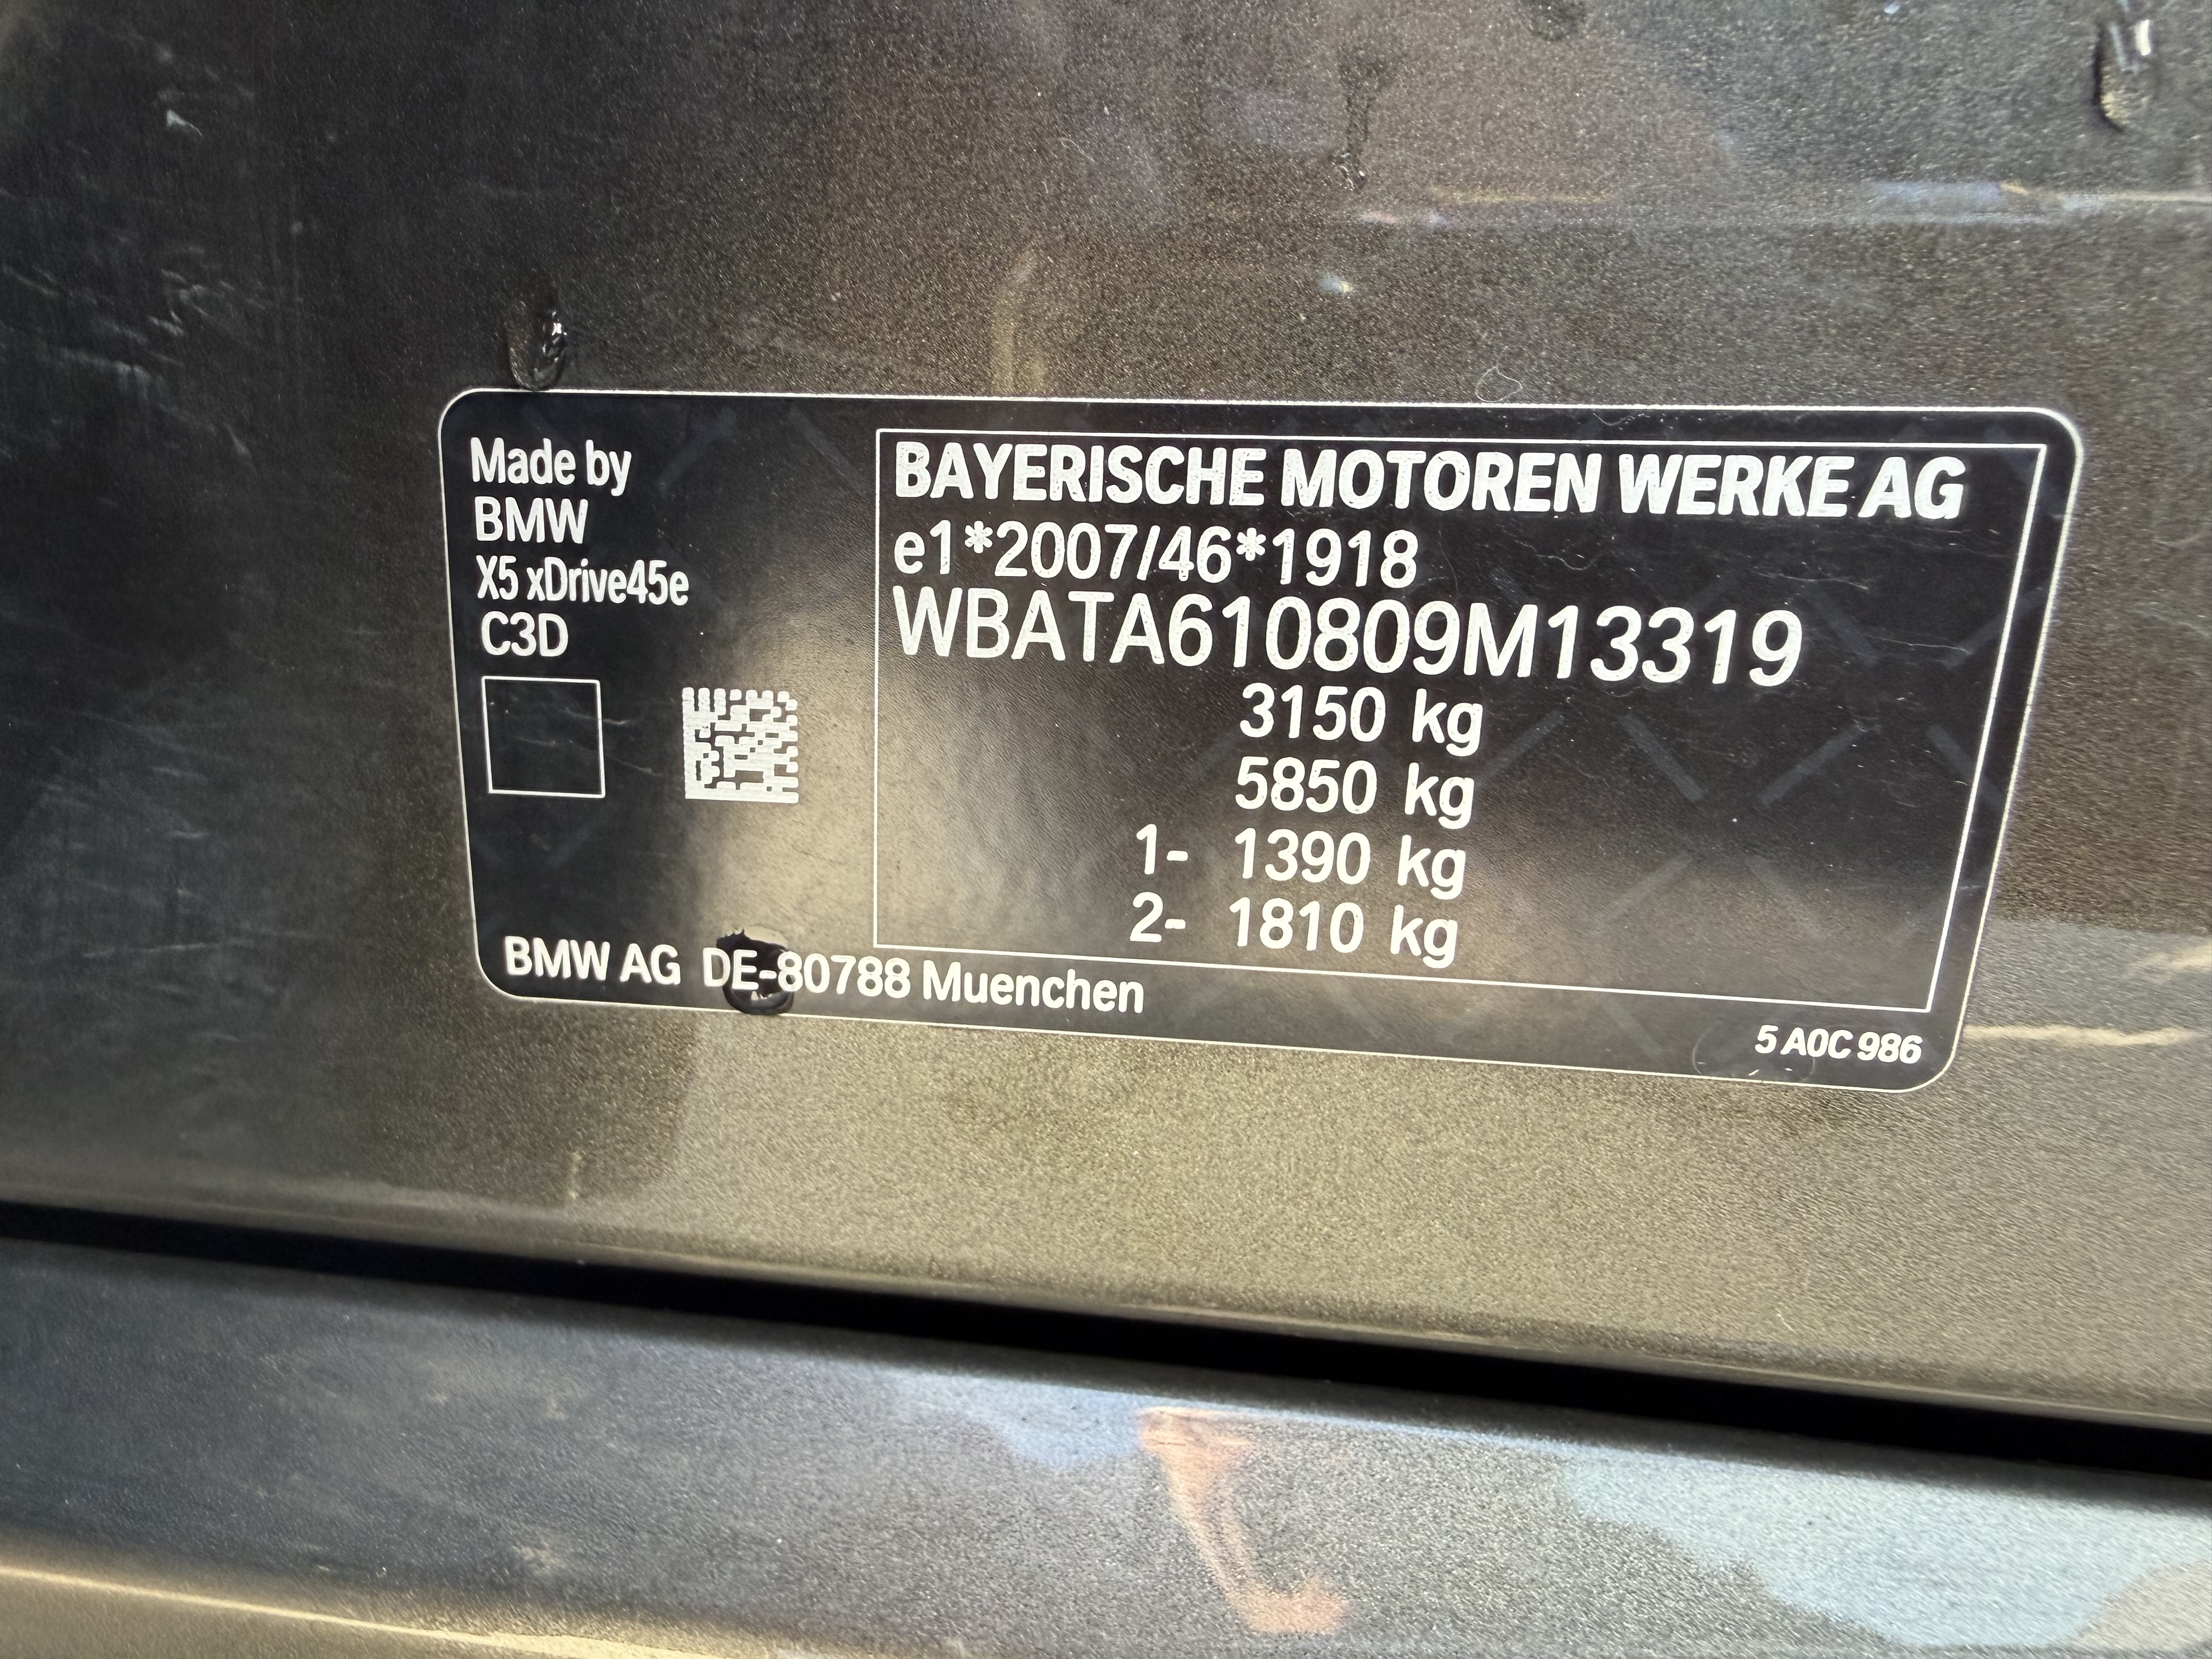 Made by
BMW
X5 xDrive45e
C3D
BAYERISCHE MOTOREN WERKE AG
e1*2007/46*1918
WBATA610809M13319
3150 kg
5850 kg
1- 1390 kg
2- 1810 kg
BMW AG DE-80788 Muenchen
5 A0C 986